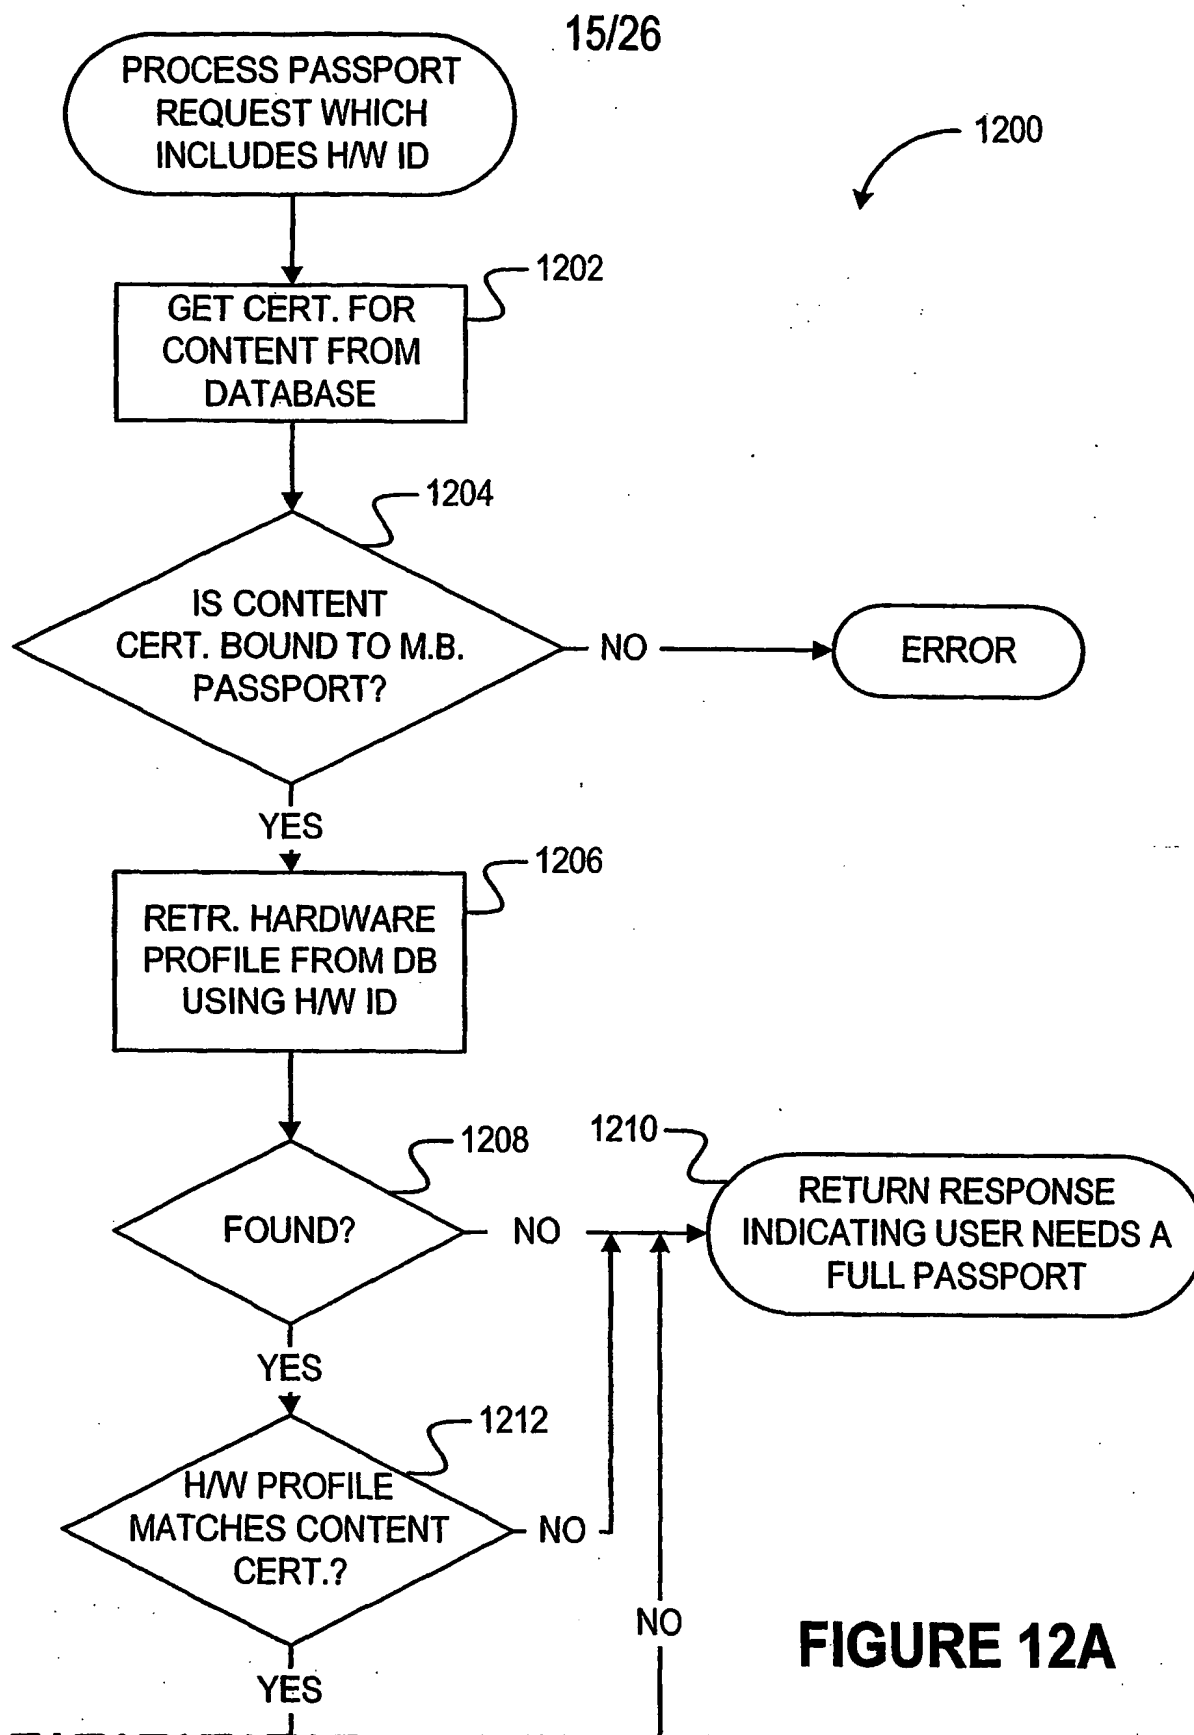 15/26
PROCESS PASSPORT
REQUEST WHICH
INCLUDES H/W ID
1200
1202
GET CERT. FOR
CONTENT FROM
DATABASE
1204
IS CONTENT
CERT. BOUND TO M.B.
PASSPORT?
NO
ERROR
YES
1206
RETR. HARDWARE
PROFILE FROM DB
USING H/W ID
1208
1210
FOUND?
NO
RETURN RESPONSE
INDICATING USER NEEDS A
FULL PASSPORT
YES
1212
H/W PROFILE
MATCHES CONTENT
CERT.?
NO
NO
FIGURE 12A
YES